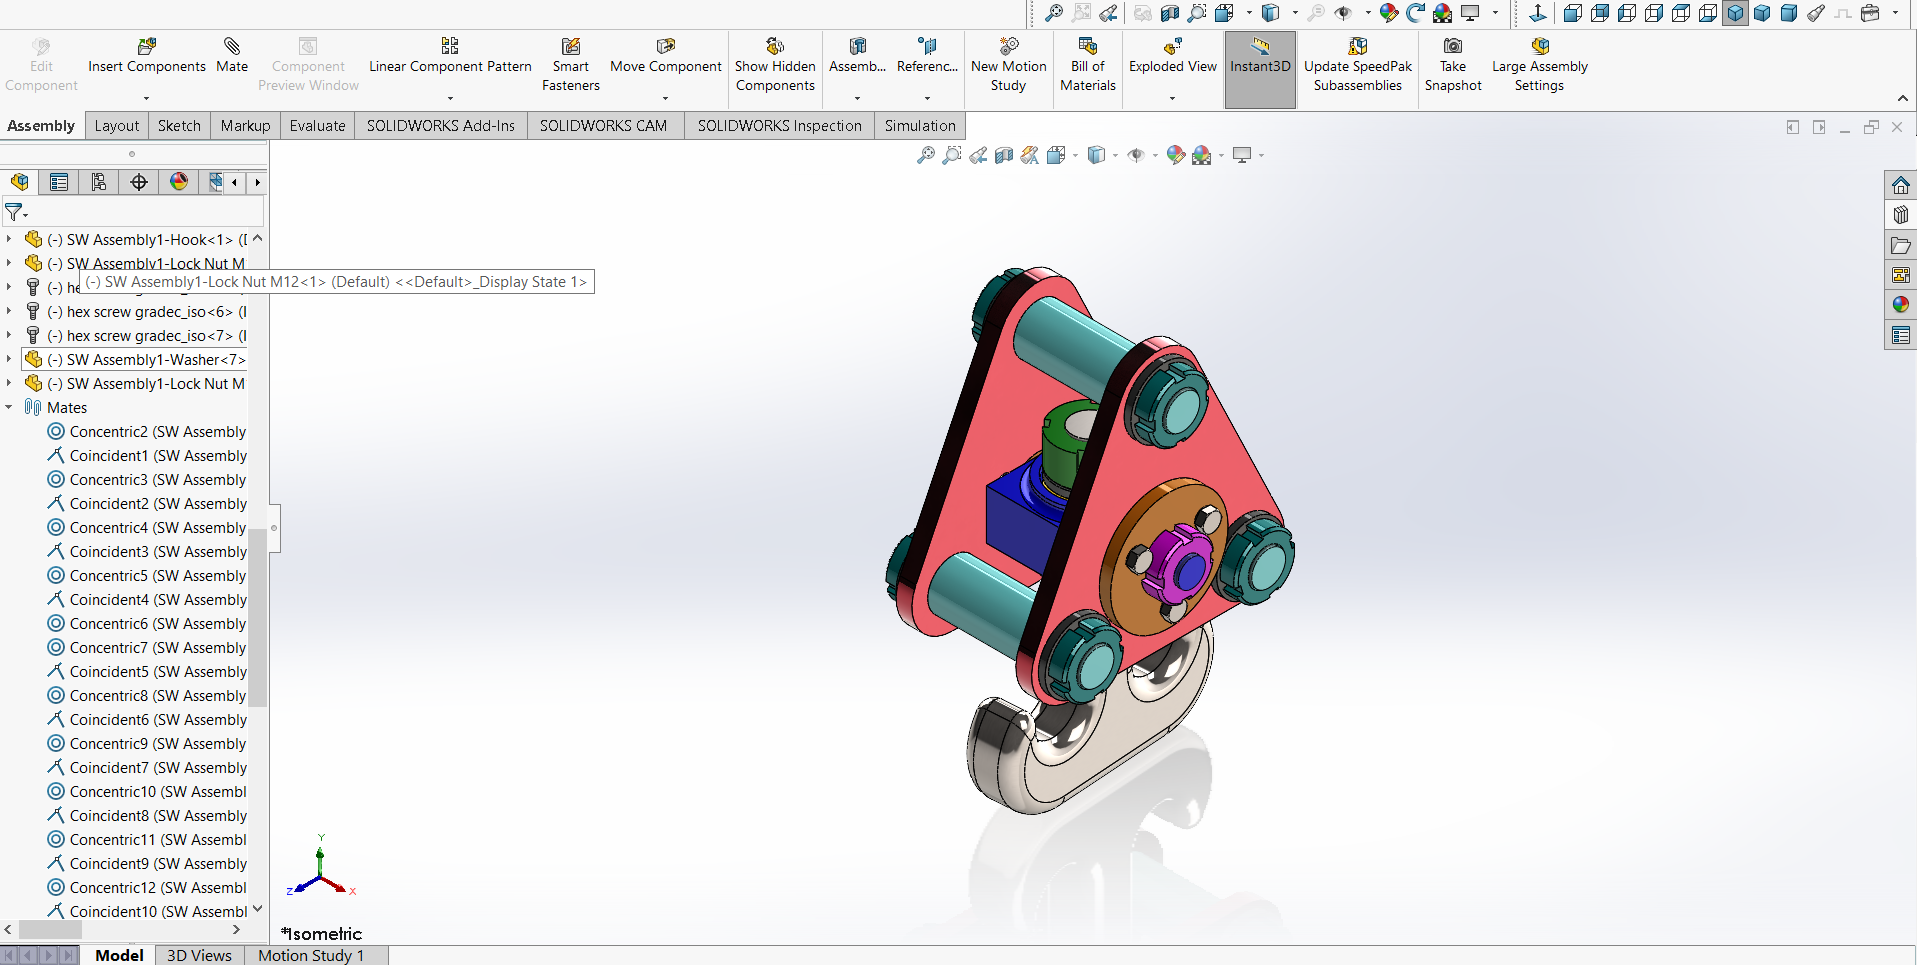 Edit Component
Insert Components
Mate
Component Preview Window
Linear Component Pattern
Smart Fasteners
Move Component
Show Hidden Components
Assemb...
Referenc...
New Motion Study
Bill of Materials
Exploded View
Instant3D
Update SpeedPak Subassemblies
Take Snapshot
Large Assembly Settings
Assembly
Layout
Sketch
Markup
Evaluate
SOLIDWORKS Add-Ins
SOLIDWORKS CAM
SOLIDWORKS Inspection
Simulation
(-) SW Assembly1-Hook<1> (D
(-) SW Assembly1-Lock Nut M
(-) SW Assembly1-Lock Nut M12<1> (Default) <<Default>_Display State 1>
(-) he
(-) hex screw gradec_iso<6> (
(-) hex screw gradec_iso<7> (
(-) SW Assembly1-Washer<7>
(-) SW Assembly1-Lock Nut M
Mates
Concentric2 (SW Assembly
Coincident1 (SW Assembly
Concentric3 (SW Assembly
Coincident2 (SW Assembly
Concentric4 (SW Assembly
Coincident3 (SW Assembly
Concentric5 (SW Assembly
Coincident4 (SW Assembly
Concentric6 (SW Assembly
Concentric7 (SW Assembly
Coincident5 (SW Assembly
Concentric8 (SW Assembly
Coincident6 (SW Assembly
Concentric9 (SW Assembly
Coincident7 (SW Assembly
Concentric10 (SW Assembl
Coincident8 (SW Assembly
Concentric11 (SW Assembl
Coincident9 (SW Assembly
Concentric12 (SW Assembl
Coincident10 (SW Assembl
Y
Z
X
*Isometric
Model
3D Views
Motion Study 1